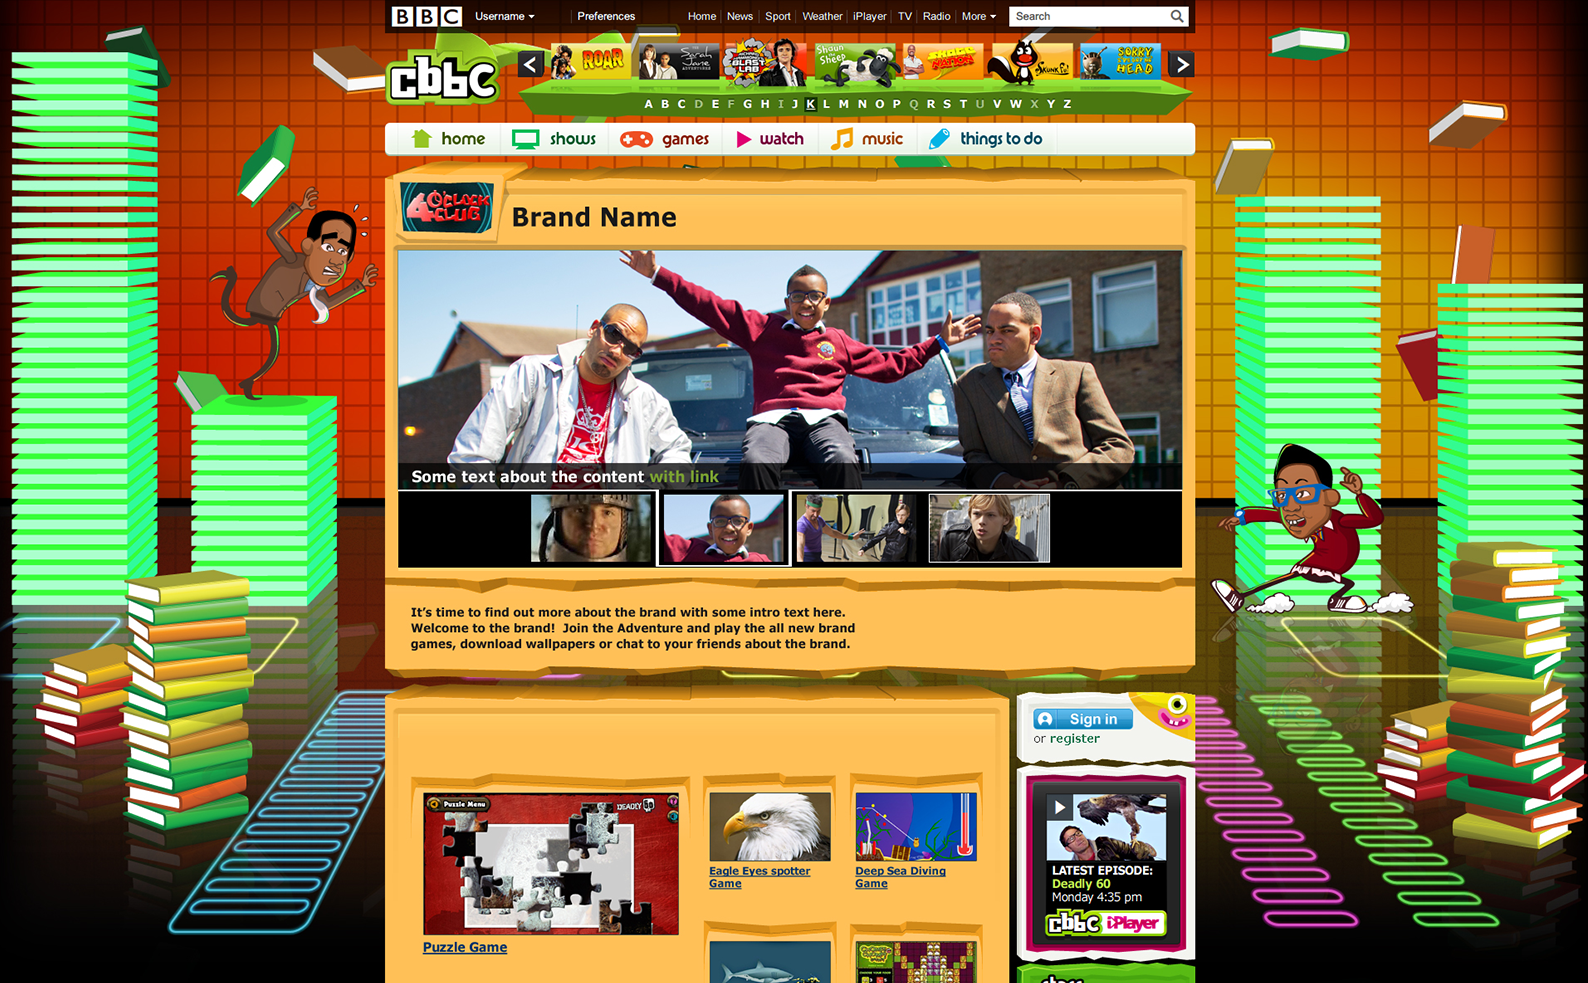 BBC Username Preferences Home News Sport Weather iPlayer TV Radio More Search
cbbc
ROAR
THE Sarah Jane ADVENTURES
BLAST LAB
Shaun Sheep
SKUNK FU!
SORRY I'VE GOT NO HEAD
A B C D E F G H I J K L M N O P Q R S T U V W X Y Z
home shows games watch music things to do
4 O'CLOCK CLUB
Brand Name
Some text about the content with link
It's time to find out more about the brand with some intro text here.
Welcome to the brand! Join the Adventure and play the all new brand
games, download wallpapers or chat to your friends about the brand.
Sign in
or register
Puzzle Menu
DEADLY 60
Puzzle Game
Eagle Eyes spotter
Game
Deep Sea Diving
Game
LATEST EPISODE:
Deadly 60
Monday 4:35 pm
cbbc iPlayer